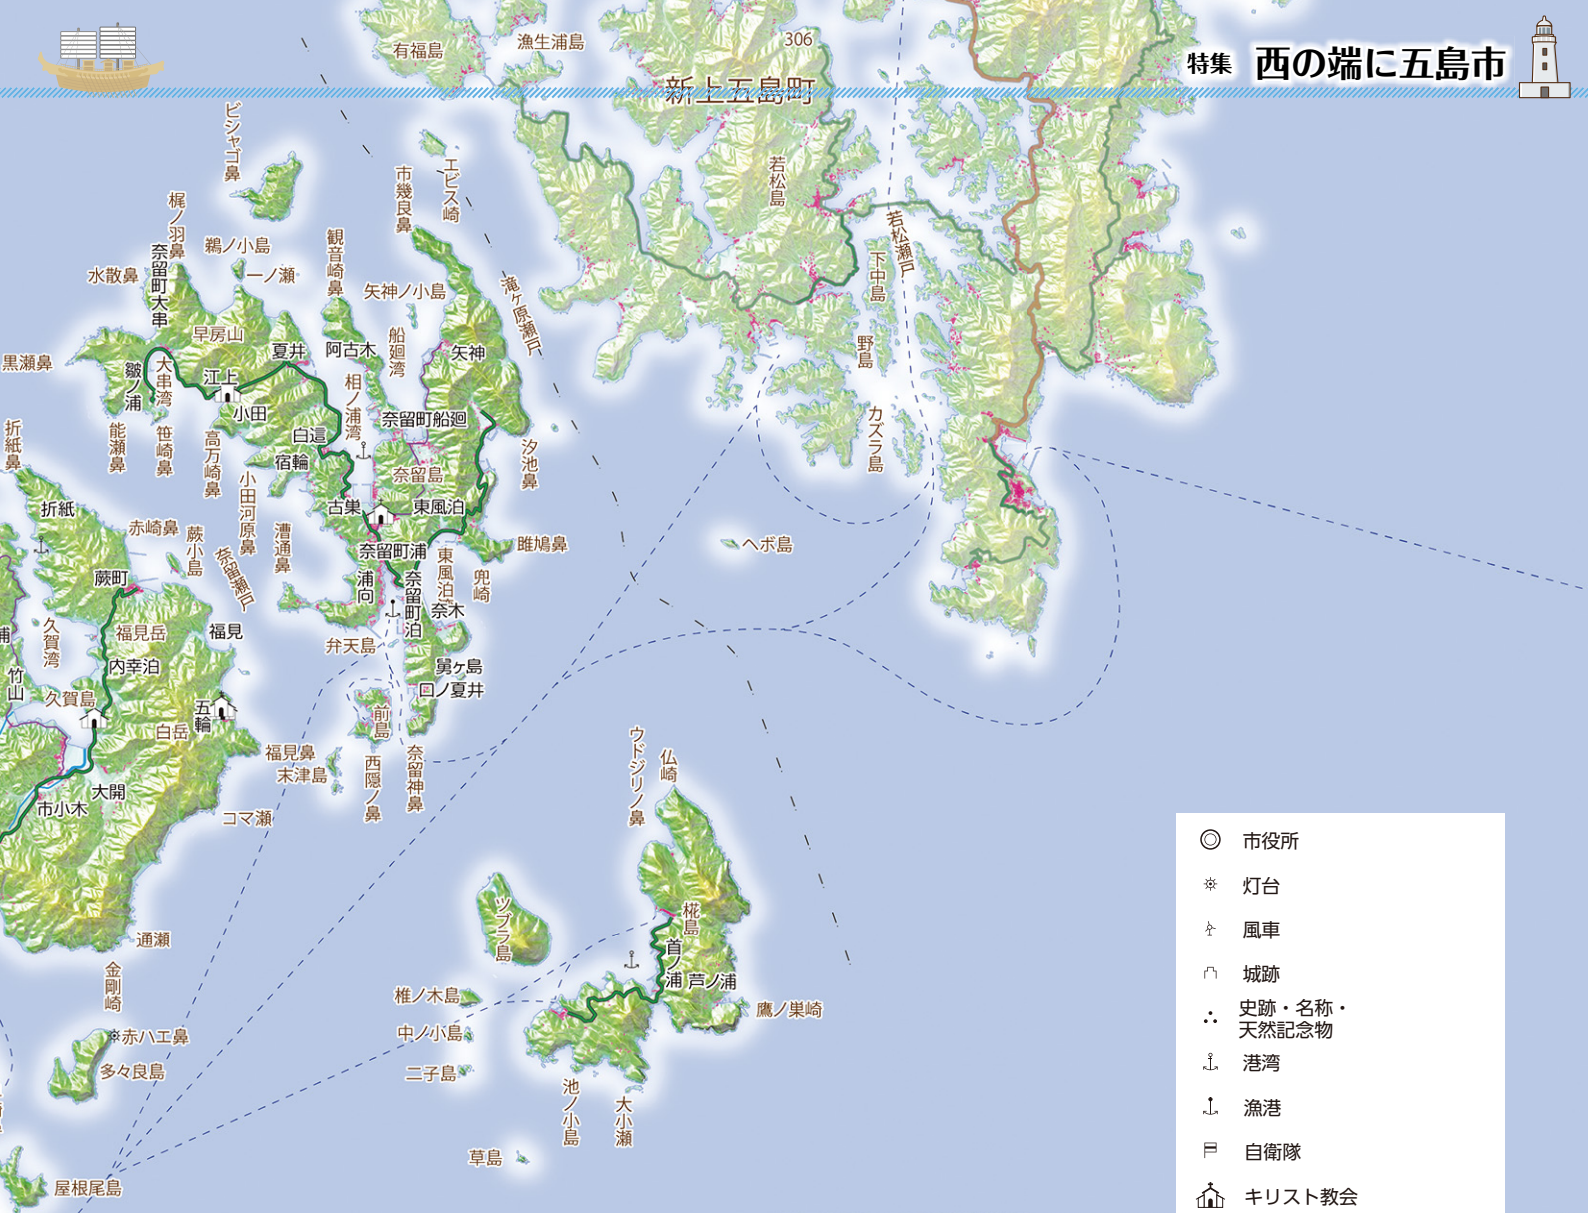 特集 西の端に五島市
有福島
漁生浦島
306
新上五島町
ビシャゴ鼻
エビス崎
市幾良鼻
若松島
梶ノ羽鼻
奈留町大串
鵜ノ小島
観音崎鼻
若松瀬戸
水散鼻
一ノ瀬
矢神ノ小島
滝ヶ原瀬戸
下中島
早房山
船廻湾
野島
黒瀬鼻
皺ノ浦
大串湾
夏井
阿古木
矢神
江上
相ノ浦湾
小田
奈留町船廻
カズラ島
折紙鼻
能瀬鼻
笹崎鼻
高万崎鼻
白這
宿輪
奈留島
汐池鼻
小田河原鼻
折紙
古巣
東風泊
赤崎鼻
蕨小島
漕通鼻
奈留町浦
雎鳩鼻
ヘボ島
奈留瀬戸
東風泊
兜崎
蕨町
浦向
奈留町泊
奈木
久賀湾
福見岳
福見
浦
弁天島
竹山
内幸泊
舅ヶ島
口ノ夏井
久賀島
五輪
前島
白岳
福見鼻
末津島
西隠ノ鼻
奈留神鼻
ウドジリノ鼻
仏崎
大開
市小木
コマ瀬
ツブラ島
椛島
首ノ浦
芦ノ浦
通瀬
金剛崎
椎ノ木島
鷹ノ巣崎
赤ハエ鼻
中ノ小島
多々良島
二子島
池ノ小島
大小瀬
草島
屋根尾島
市役所
灯台
風車
城跡
史跡・名称・
天然記念物
港湾
漁港
自衛隊
キリスト教会